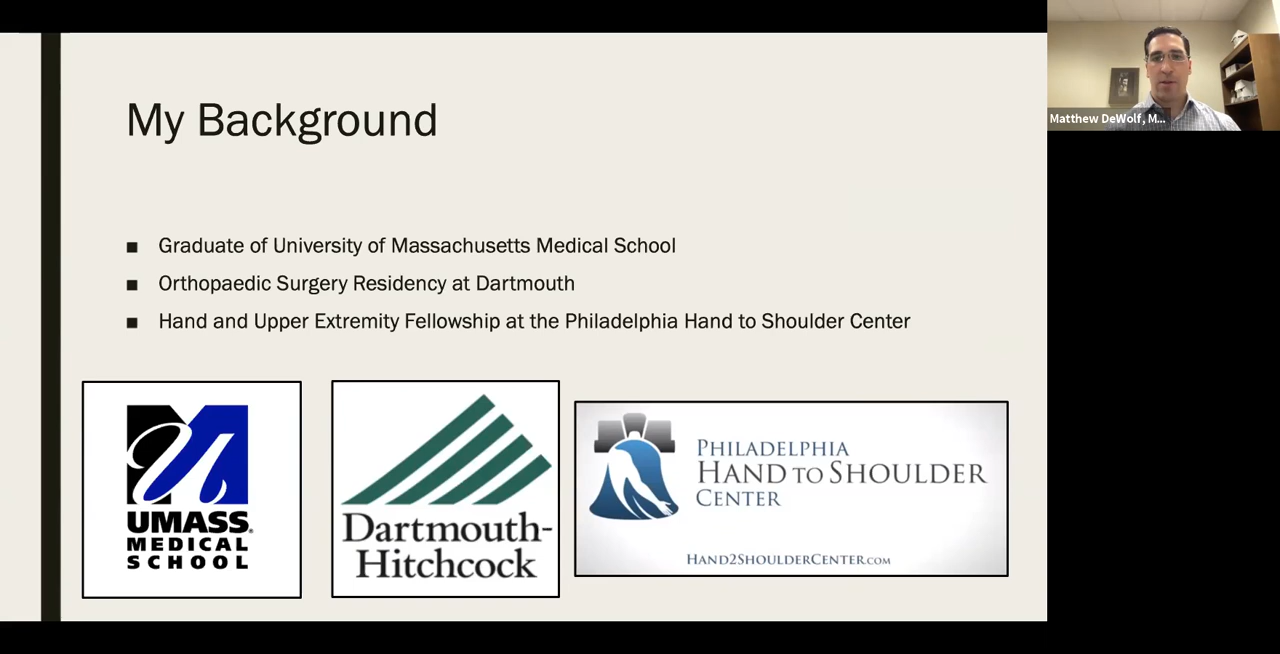 My Background
Matthew DeWolf, M...
■ Graduate of University of Massachusetts Medical School
■ Orthopaedic Surgery Residency at Dartmouth
■ Hand and Upper Extremity Fellowship at the Philadelphia Hand to Shoulder Center
UMASS®
MEDICAL
SCHOOL
Dartmouth-
Hitchcock
PHILADELPHIA
HAND TO SHOULDER
CENTER
HAND2SHOULDERCENTER.COM